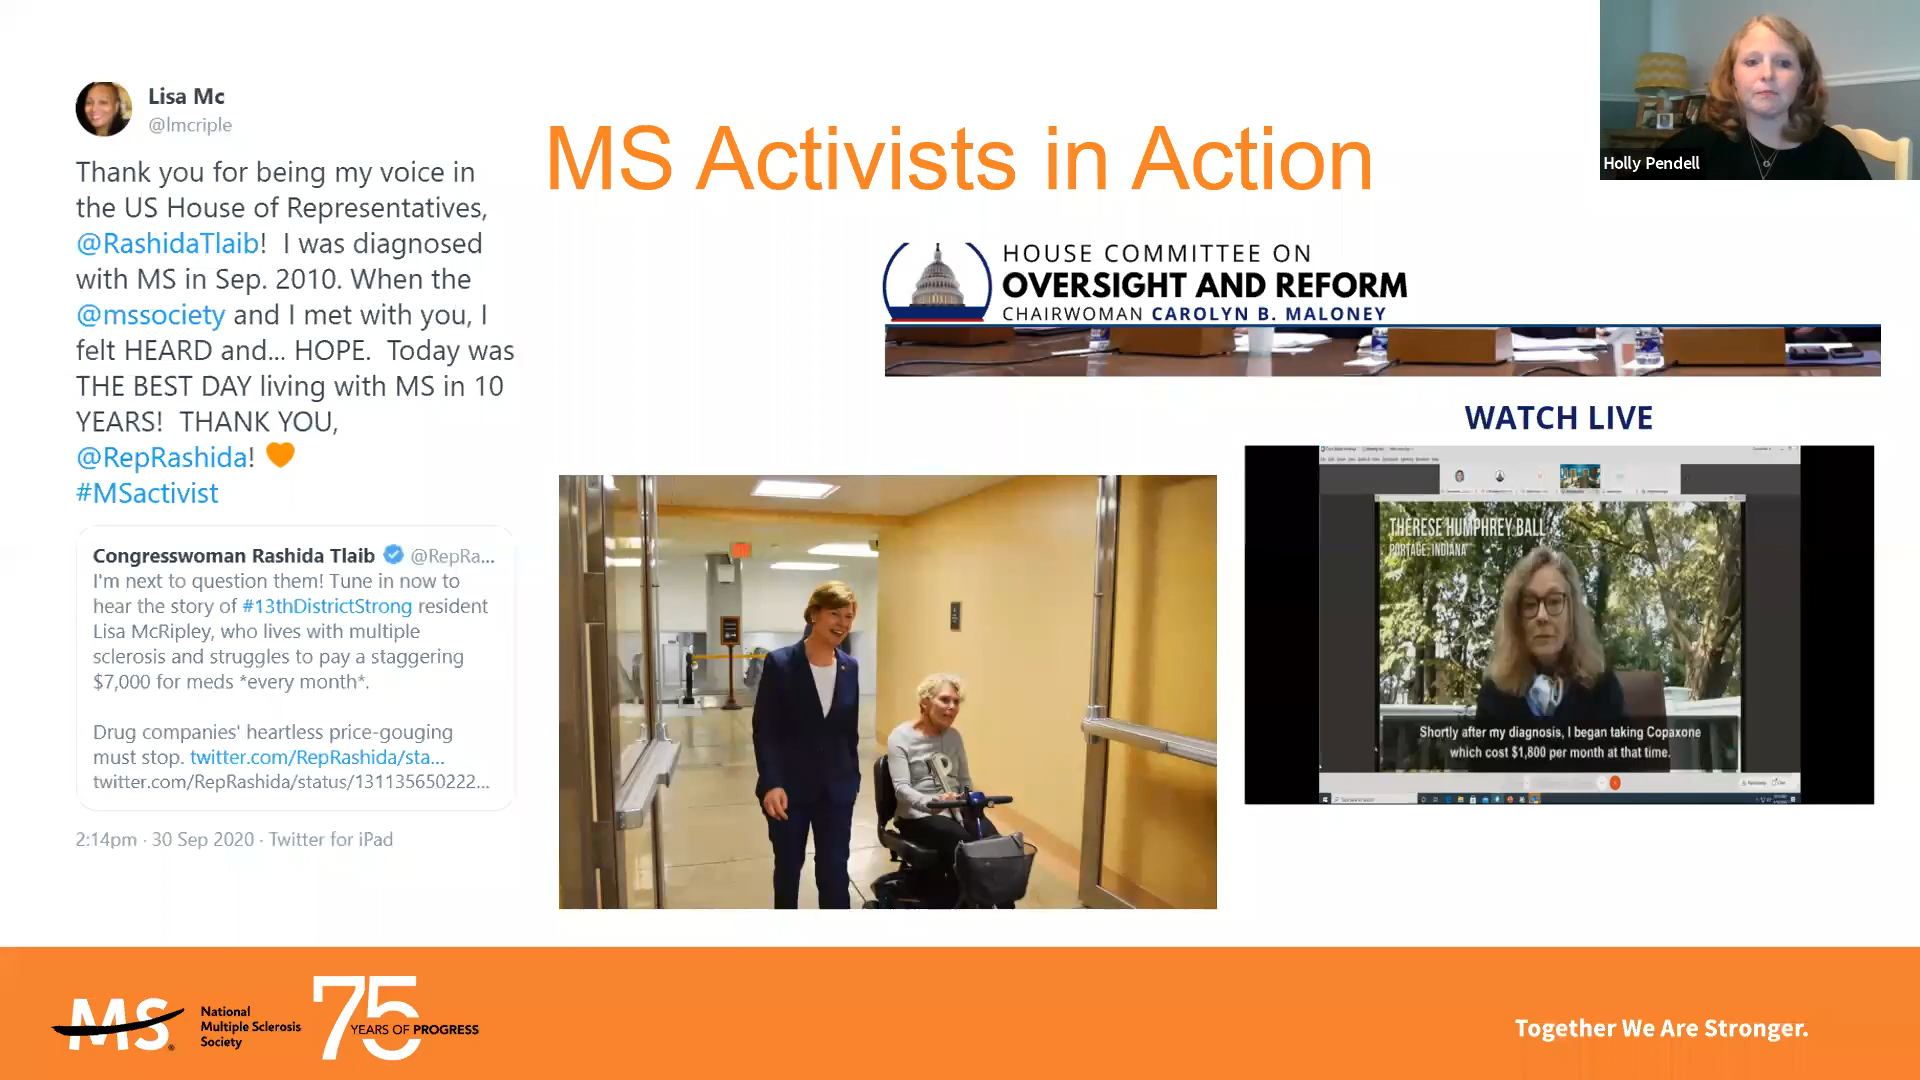 Lisa Mc
@lmcriple
Thank you for being my voice in
the US House of Representatives,
@RashidaTlaib!  I was diagnosed
with MS in Sep. 2010. When the
@mssociety and I met with you, I
felt HEARD and... HOPE.  Today was
THE BEST DAY living with MS in 10
YEARS!  THANK YOU,
@RepRashida! 🧡
#MSactivist
Congresswoman Rashida Tlaib @RepRa...
I'm next to question them! Tune in now to
hear the story of #13thDistrictStrong resident
Lisa McRipley, who lives with multiple
sclerosis and struggles to pay a staggering
$7,000 for meds *every month*.
Drug companies' heartless price-gouging
must stop. twitter.com/RepRashida/sta...
twitter.com/RepRashida/status/131135650222...
2:14pm · 30 Sep 2020 · Twitter for iPad
MS Activists in Action
Holly Pendell
HOUSE COMMITTEE ON
OVERSIGHT AND REFORM
CHAIRWOMAN CAROLYN B. MALONEY
WATCH LIVE
THERESE HUMPHREY BALL
PORTAGE, INDIANA
Shortly after my diagnosis, I began taking Copaxone
which cost $1,800 per month at that time.
MS
National
Multiple Sclerosis
Society
75
YEARS OF PROGRESS
Together We Are Stronger.